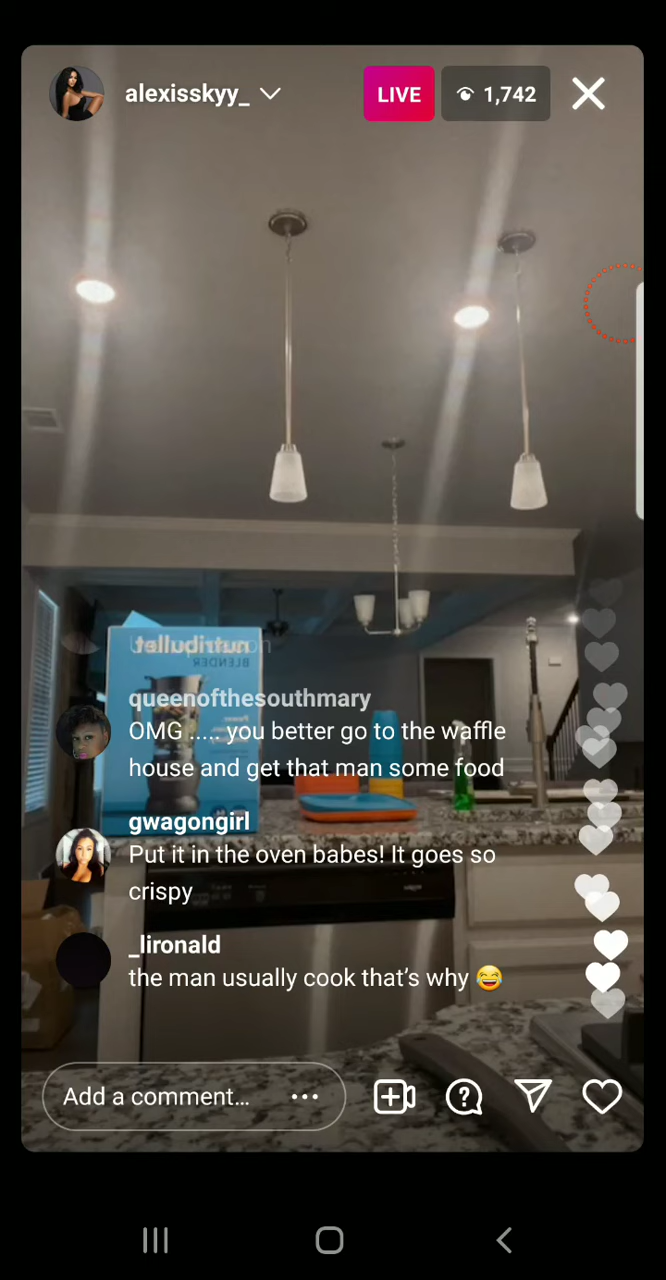 alexisskyy_
LIVE
1,742
nutribullet
BLENDER
queenofthesouthmary
OMG ..... you better go to the waffle
house and get that man some food
gwagongirl
Put it in the oven babes! It goes so
crispy
_lironald
the man usually cook that's why 😂
Add a comment...